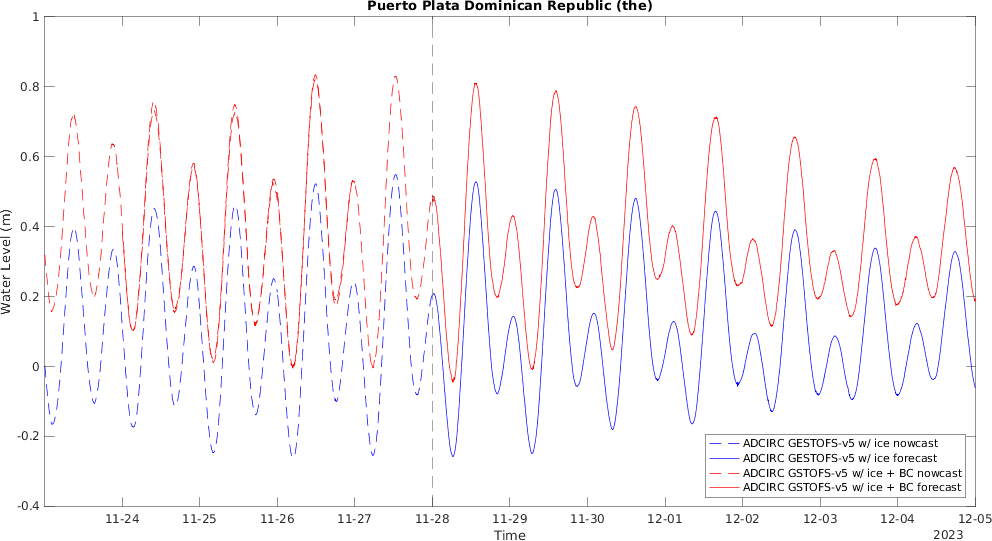 Puerto Plata Dominican Republic (the)
1
0.8
0.6
0.4
0.2
0
-0.2
-0.4
Water Level (m)
11-24 11-25 11-26 11-27 11-28 11-29 11-30 12-01 12-02 12-03 12-04 12-05
Time
2023
ADCIRC GESTOFS-v5 w/ ice nowcast
ADCIRC GESTOFS-v5 w/ ice forecast
ADCIRC GSTOFS-v5 w/ ice + BC nowcast
ADCIRC GSTOFS-v5 w/ ice + BC forecast